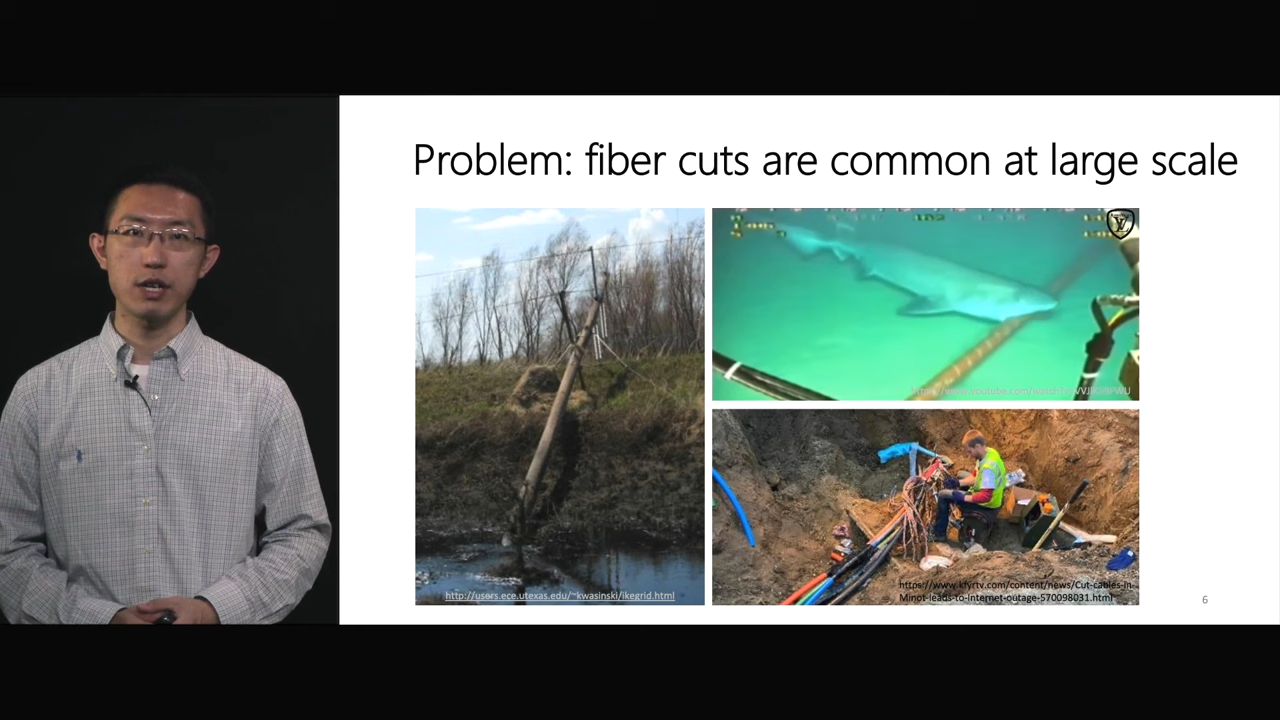 Problem: fiber cuts are common at large scale
http://users.ece.utexas.edu/~kwasinski/ikegrid.html
https://www.kfyrtv.com/content/news/Cut-cables-in-
Minot-leads-to-internet-outage-570098031.html
6